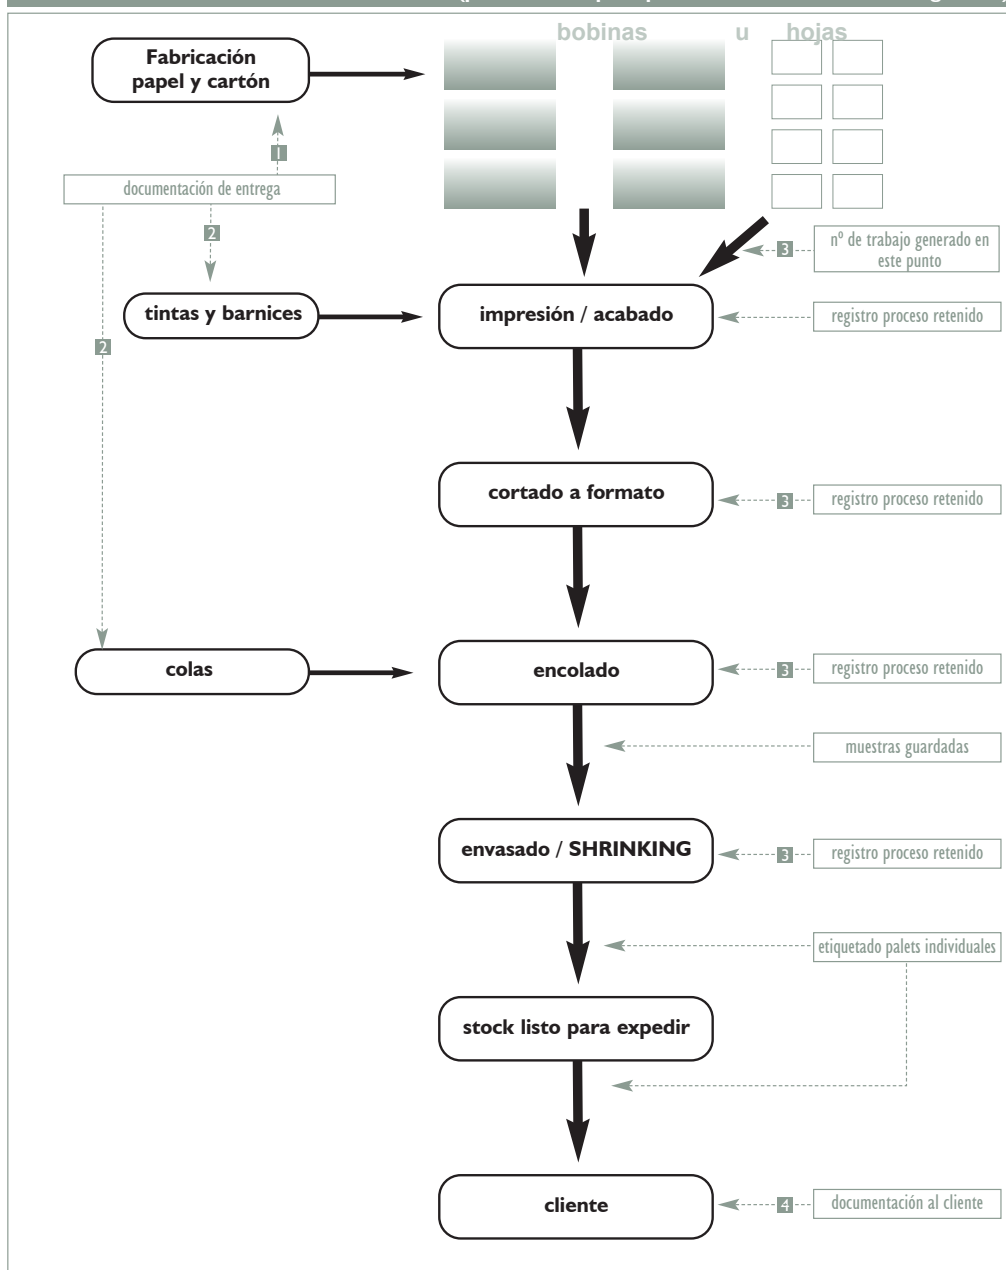 bobinas u hojas
Fabricación
papel y cartón
1
documentación de entrega
2
3
nº de trabajo generado en
este punto
tintas y barnices
impresión / acabado
registro proceso retenido
2
cortado a formato
3
registro proceso retenido
colas
encolado
3
registro proceso retenido
muestras guardadas
envasado / SHRINKING
3
registro proceso retenido
etiquetado palets individuales
stock listo para expedir
cliente
4
documentación al cliente